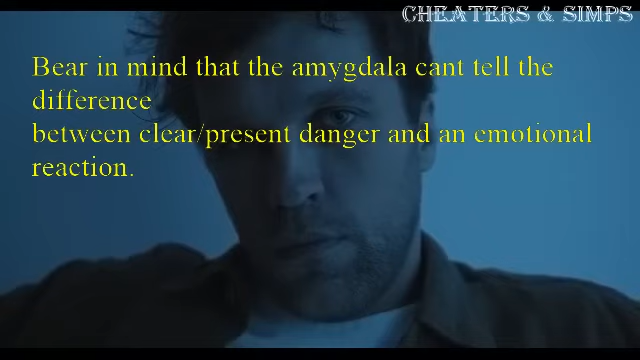 CHEATERS & SIMPS
Bear in mind that the amygdala cant tell the
difference
between clear/present danger and an emotional
reaction.